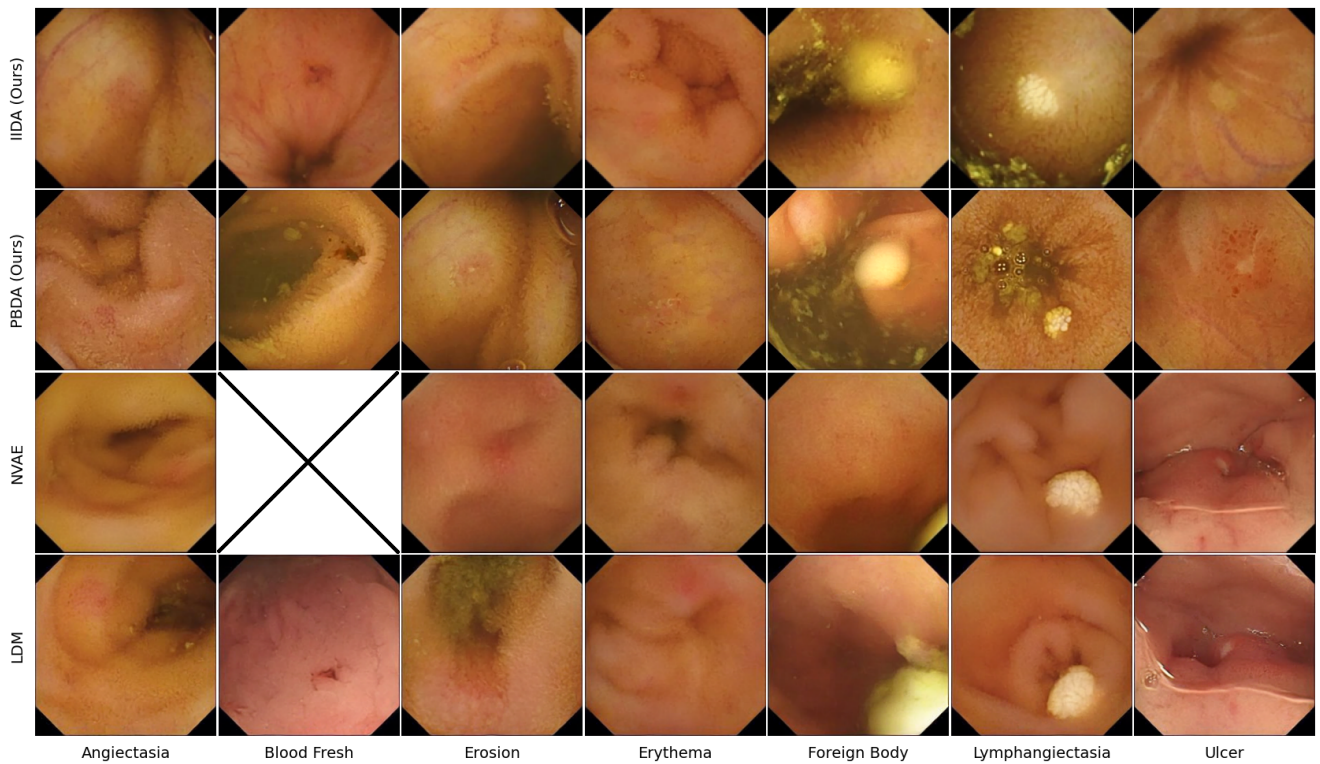 IIDA (Ours)
PBDA (Ours)
NVAE
LDM
Angiectasia
Blood Fresh
Erosion
Erythema
Foreign Body
Lymphangiectasia
Ulcer